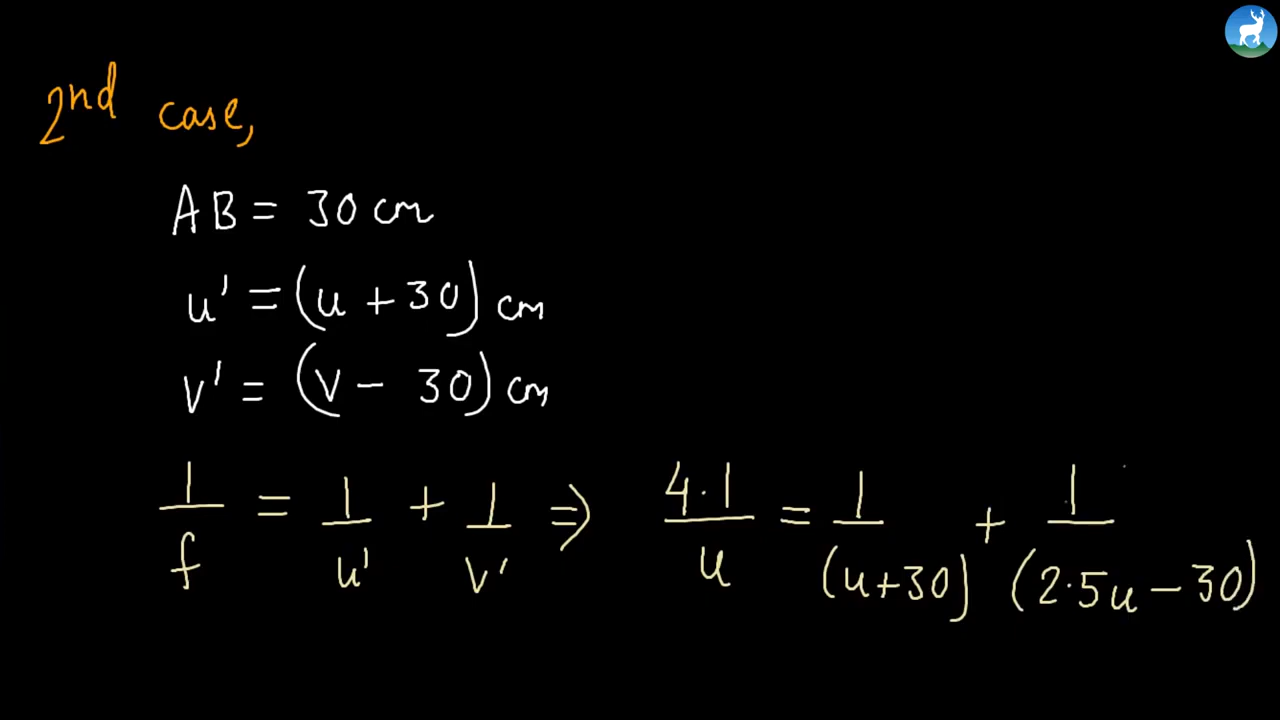 2nd case,
AB = 30 cm
u' = (u + 30) cm
v' = (v - 30) cm
1/f = 1/u' + 1/v' ⇒ 4.1/u = 1/(u+30) + 1/(2.5u - 30)